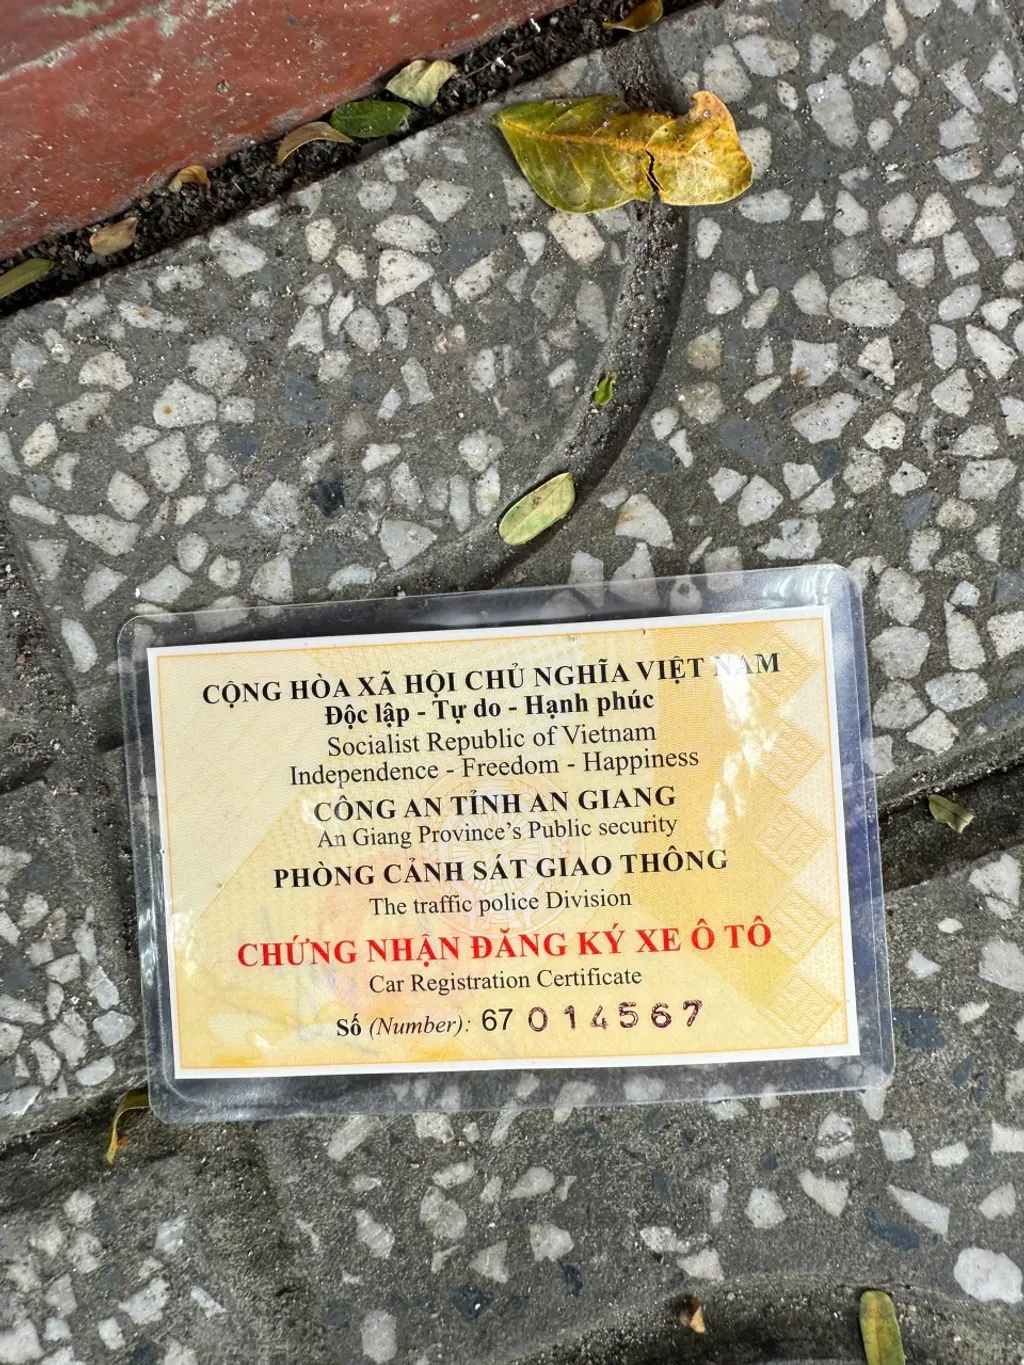 CỘNG HÒA XÃ HỘI CHỦ NGHĨA VIỆT NAM
Độc lập - Tự do - Hạnh phúc
Socialist Republic of Vietnam
Independence - Freedom - Happiness
CÔNG AN TỈNH AN GIANG
An Giang Province's Public security
PHÒNG CẢNH SÁT GIAO THÔNG
The traffic police Division
CHỨNG NHẬN ĐĂNG KÝ XE Ô TÔ
Car Registration Certificate
Số (Number): 67 014567